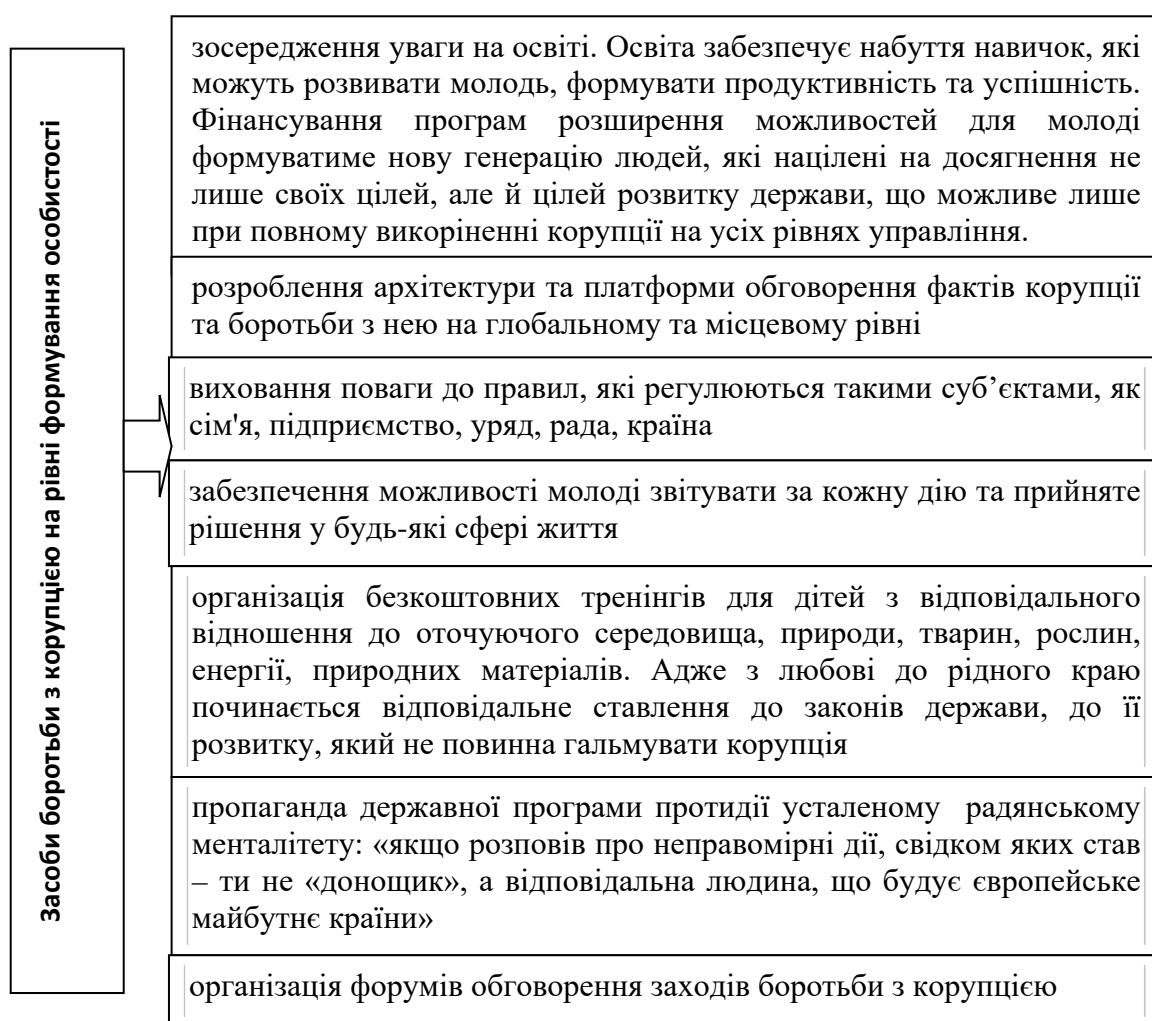 Засоби боротьби з корупцією на рівні формування особистості
зосередження уваги на освіті. Освіта забезпечує набуття навичок, які
можуть розвивати молодь, формувати продуктивність та успішність.
Фінансування програм розширення можливостей для молоді
формуватиме нову генерацію людей, які націлені на досягнення не
лише своїх цілей, але й цілей розвитку держави, що можливе лише
при повному викоріненні корупції на усіх рівнях управління.
розроблення архітектури та платформи обговорення фактів корупції
та боротьби з нею на глобальному та місцевому рівні
виховання поваги до правил, які регулюються такими суб’єктами, як
сім'я, підприємство, уряд, рада, країна
забезпечення можливості молоді звітувати за кожну дію та прийняте
рішення у будь-які сфері життя
організація безкоштовних тренінгів для дітей з відповідального
відношення до оточуючого середовища, природи, тварин, рослин,
енергії, природних матеріалів. Адже з любові до рідного краю
починається відповідальне ставлення до законів держави, до її
розвитку, який не повинна гальмувати корупція
пропаганда державної програми протидії усталеному радянському
менталітету: «якщо розповів про неправомірні дії, свідком яких став
– ти не «донощик», а відповідальна людина, що будує європейське
майбутнє країни»
організація форумів обговорення заходів боротьби з корупцією